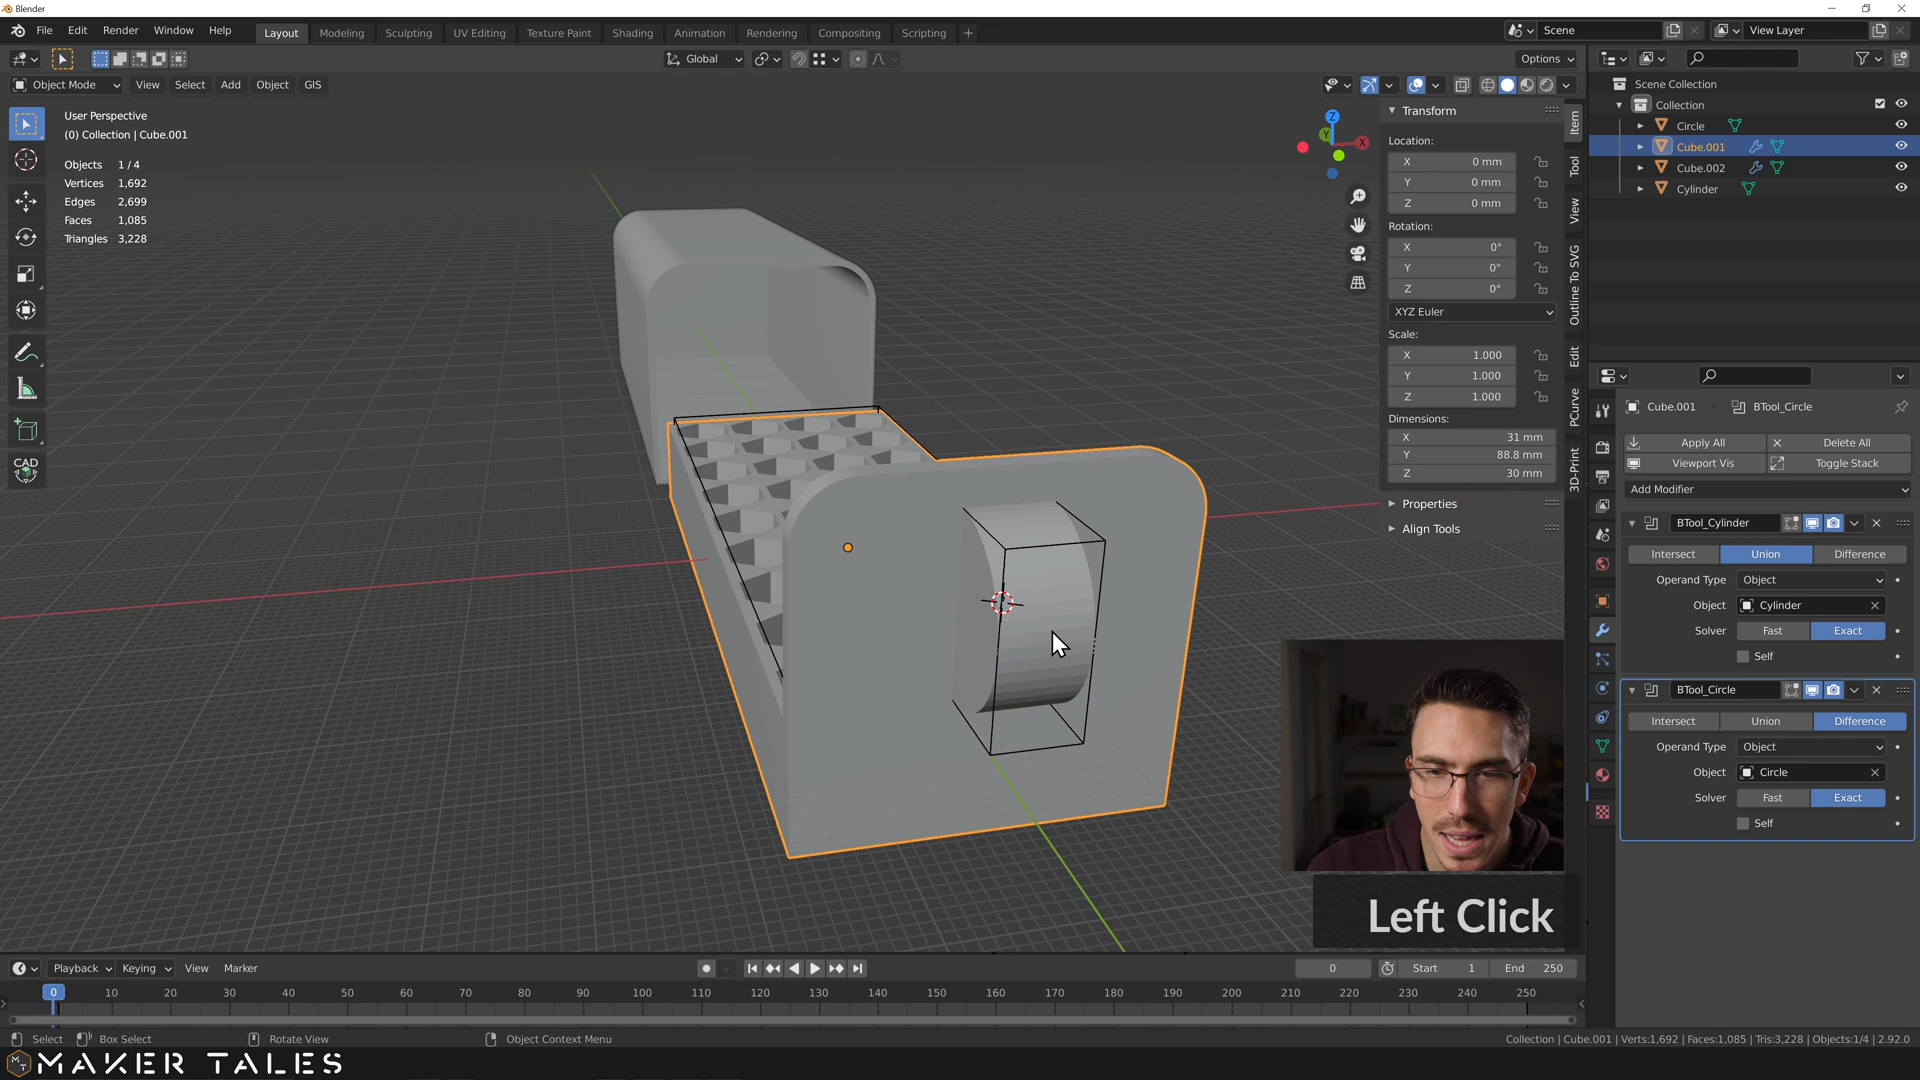 Blender
File Edit Render Window Help
Layout Modeling Sculpting UV Editing Texture Paint Shading Animation Rendering Compositing Scripting +
Scene
View Layer
Global
Options
Object Mode View Select Add Object GIS
User Perspective
(0) Collection | Cube.001
Objects 1 / 4
Vertices 1,692
Edges 2,699
Faces 1,085
Triangles 3,228
CAD
Z
Y
X
Transform
Location:
X 0 mm
Y 0 mm
Z 0 mm
Rotation:
X 0°
Y 0°
Z 0°
XYZ Euler
Scale:
X 1.000
Y 1.000
Z 1.000
Dimensions:
X 31 mm
Y 88.8 mm
Z 30 mm
Properties
Align Tools
Item
Tool
View
Outline To SVG
Edit
PCurve
3D-Print
Scene Collection
Collection
Circle
Cube.001
Cube.002
Cylinder
Cube.001 BTool_Circle
Apply All Delete All
Viewport Vis Toggle Stack
Add Modifier
BTool_Cylinder
Intersect Union Difference
Operand Type Object
Object Cylinder
Solver Fast Exact
Self
BTool_Circle
Intersect Union Difference
Operand Type Object
Object Circle
Solver Fast Exact
Self
Left Click
Playback Keying View Marker
0 Start 1 End 250
0 10 20 30 40 50 60 70 80 90 100 110 120 130 140 150 160 170 180 190 200 210 220 230 240 250
Select Box Select Rotate View Object Context Menu
Collection | Cube.001 | Verts:1,692 | Faces:1,085 | Tris:3,228 | Objects:1/4 | 2.92.0
MAKER TALES